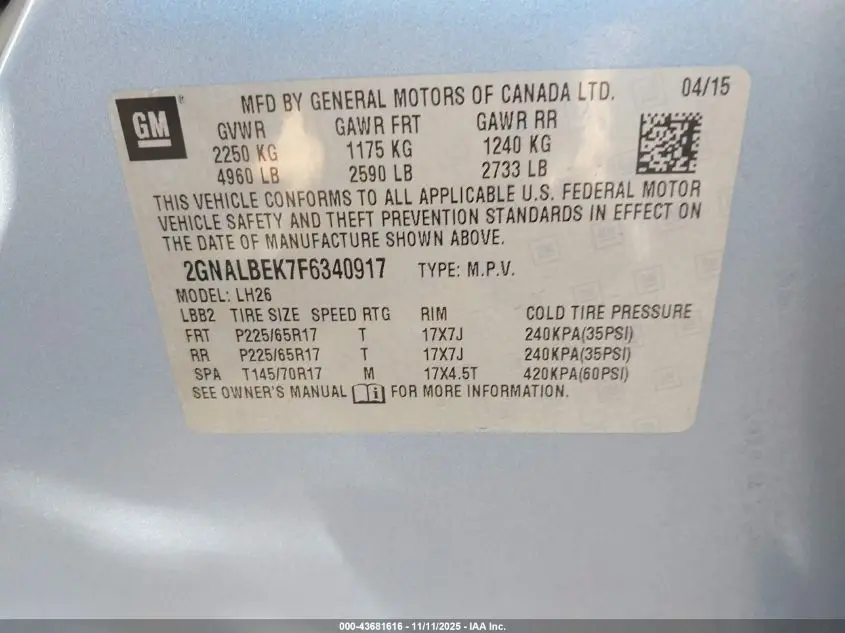 GM
MFD BY GENERAL MOTORS OF CANADA LTD. 04/15
GVWR GAWR FRT GAWR RR
2250 KG 1175 KG 1240 KG
4960 LB 2590 LB 2733 LB
THIS VEHICLE CONFORMS TO ALL APPLICABLE U.S. FEDERAL MOTOR
VEHICLE SAFETY AND THEFT PREVENTION STANDARDS IN EFFECT ON
THE DATE OF MANUFACTURE SHOWN ABOVE.
2GNALBEK7F6340917 TYPE: M.P.V.
MODEL: LH26
LBB2 TIRE SIZE SPEED RTG RIM COLD TIRE PRESSURE
FRT P225/65R17 T 17X7J 240KPA(35PSI)
RR P225/65R17 T 17X7J 240KPA(35PSI)
SPA T145/70R17 M 17X4.5T 420KPA(60PSI)
SEE OWNER'S MANUAL FOR MORE INFORMATION.
000-43681616 - 11/11/2025 - IAA Inc.